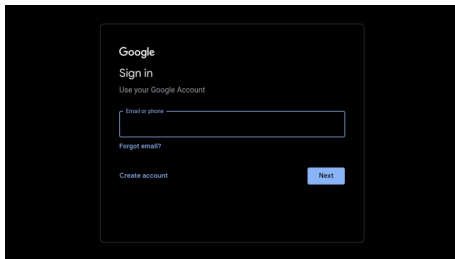 Google
Sign in
Use your Google Account
Email or phone
Forgot email?
Create account
Next